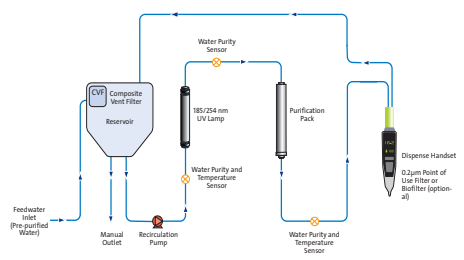 Water Purity
Sensor
CVF
Composite
Vent Filter
Reservoir
185/254 nm
UV Lamp
Purification
Pack
18.2
Dispense Handset
0.2µm Point of
Use Filter or
Biofilter (option-
al)
Water Purity and
Temperature
Sensor
Feedwater
Inlet
(Pre-purified
Water)
Manual
Outlet
Recirculation
Pump
Water Purity and
Temperature
Sensor